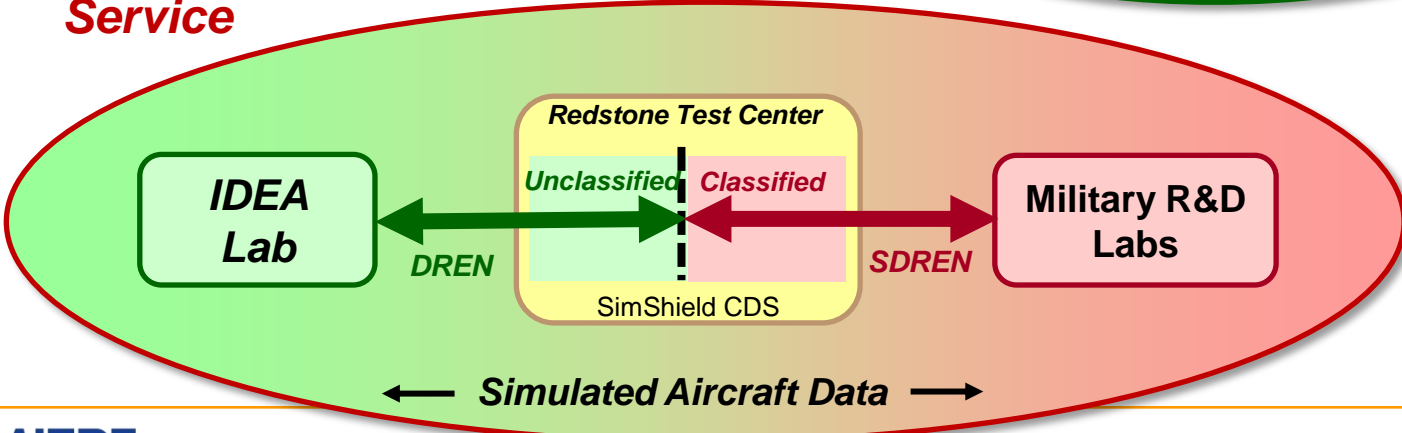 Service
Redstone Test Center
Unclassified
Classified
IDEA
Lab
Military R&D
Labs
DREN
SDREN
SimShield CDS
Simulated Aircraft Data